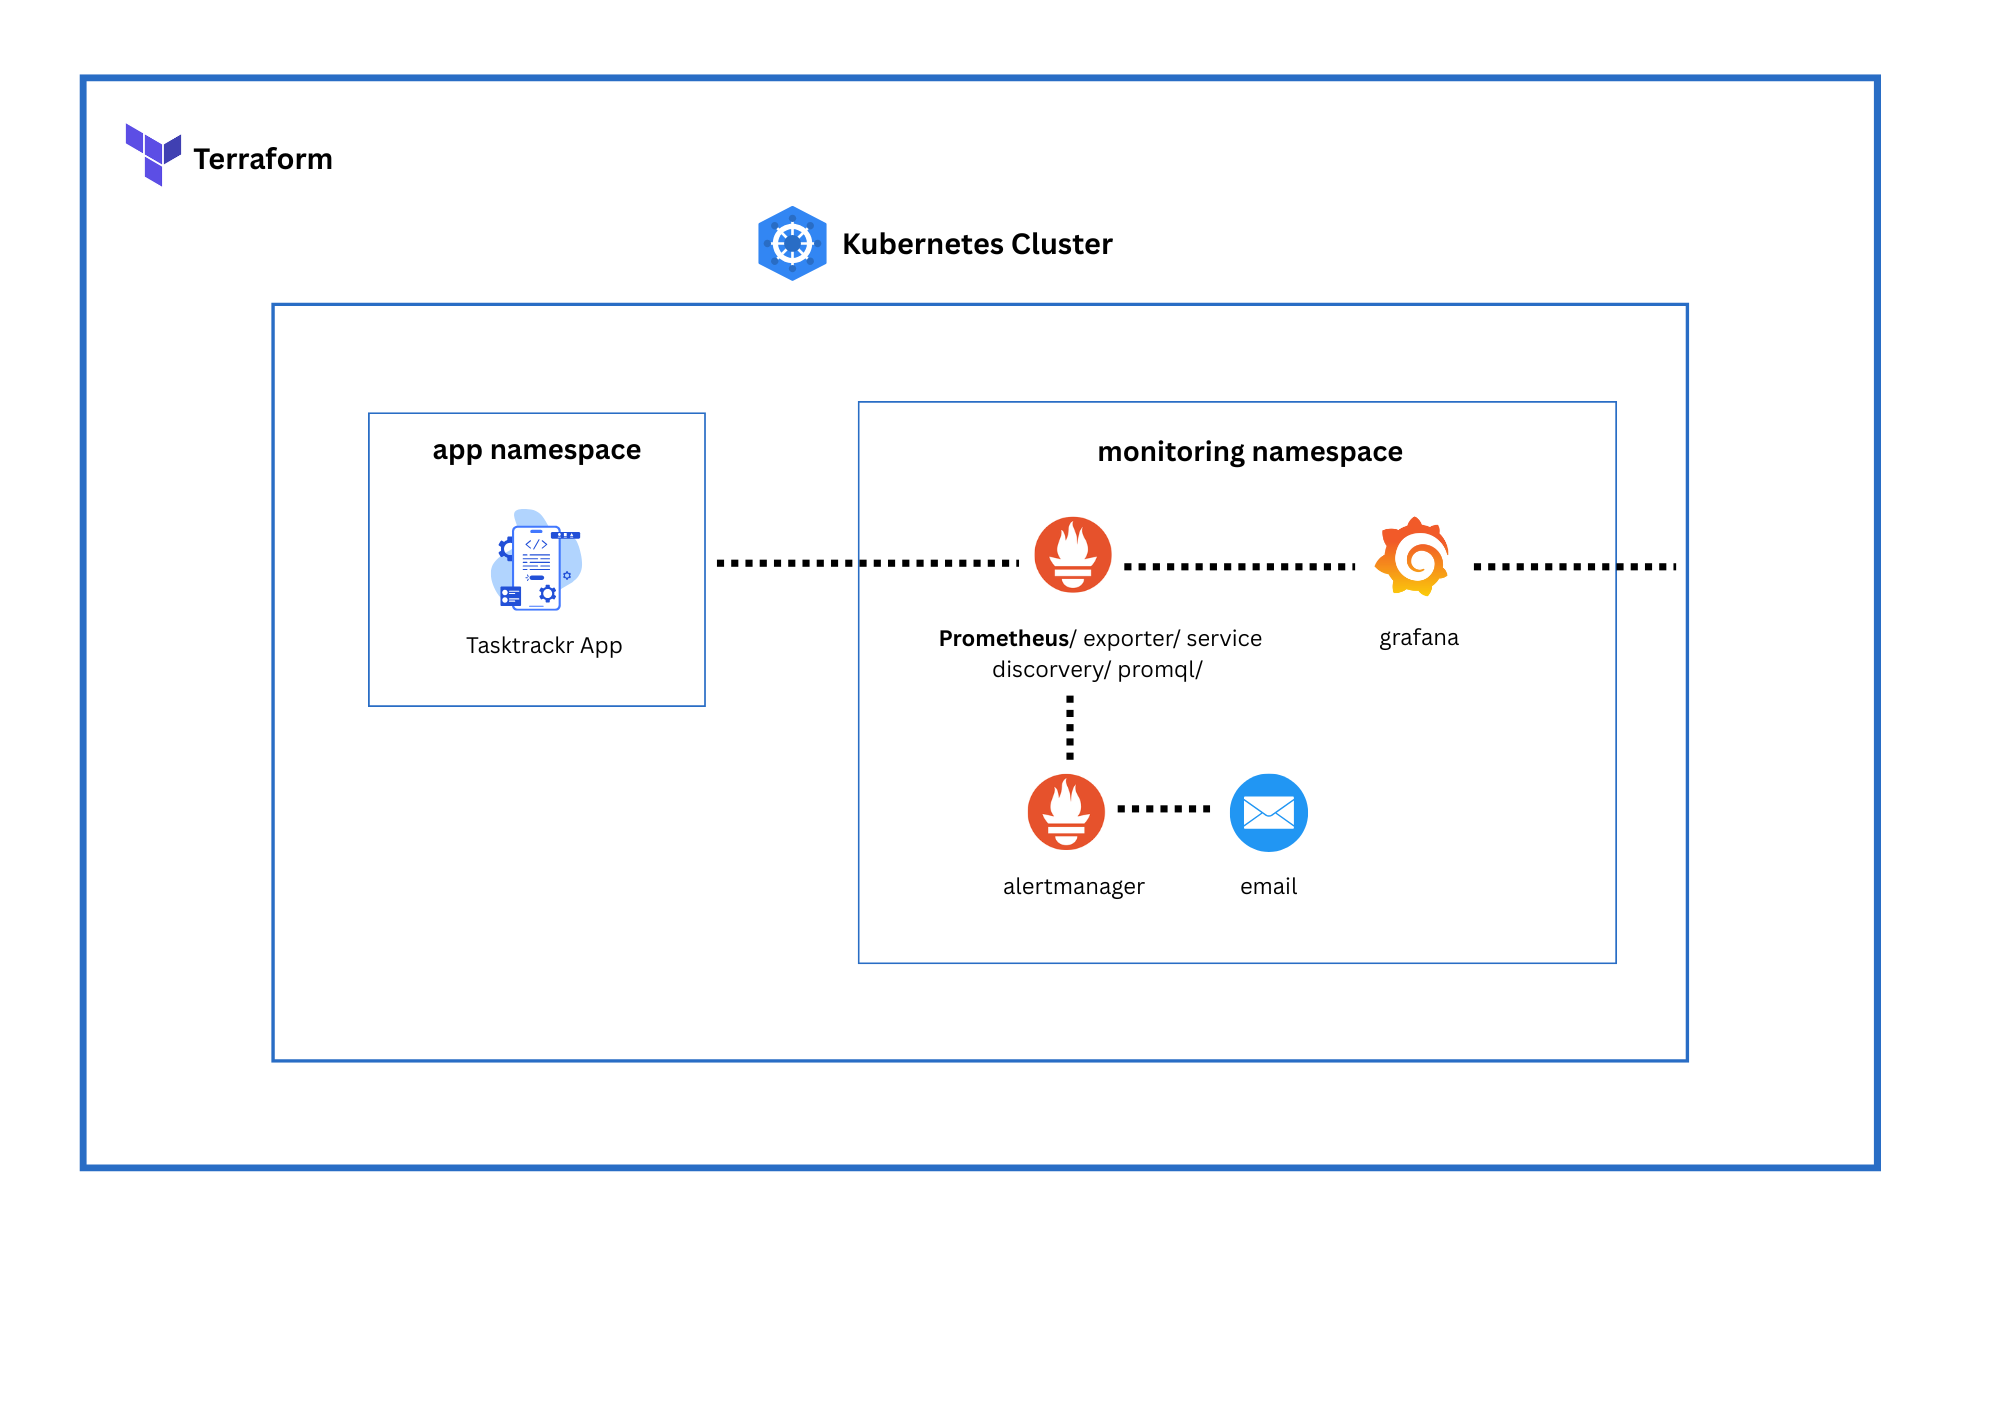 Terraform
Kubernetes Cluster
app namespace
monitoring namespace
Tasktrackr App
Prometheus/ exporter/ service
discorvery/ promql/
grafana
alertmanager
email